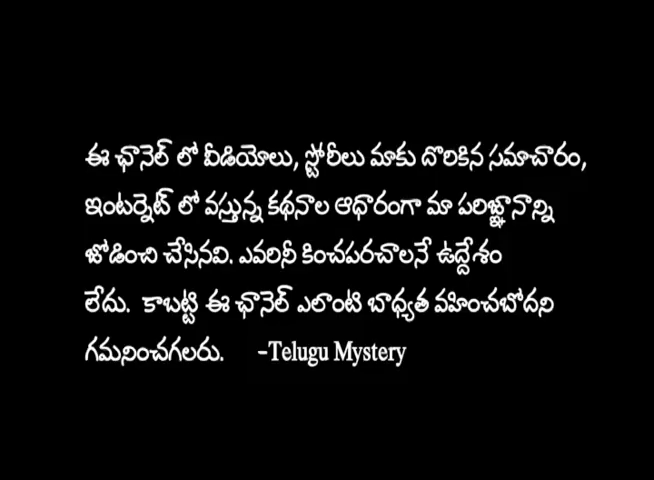 ఈ ఛానెల్ లో వీడియోలు, స్టోరీలు మాకు దొరికిన సమాచారం,
ఇంటర్నెట్ లో వస్తున్న కథనాల ఆధారంగా మా పరిజ్ఞానాన్ని
జోడించి చేసినవి. ఎవరినీ కించపరచాలనే ఉద్దేశం
లేదు. కాబట్టి ఈ ఛానెల్ ఎలాంటి బాధ్యత వహించబోదని
గమనించగలరు. -Telugu Mystery